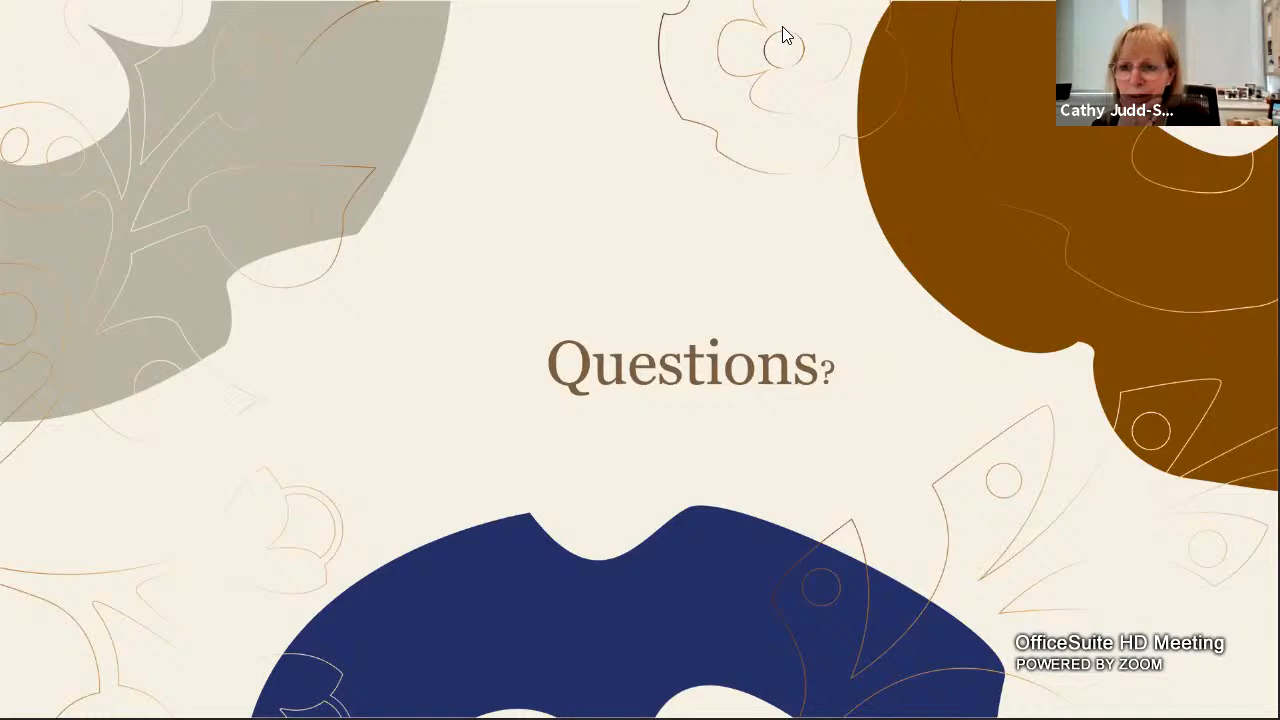 Cathy Judd-S...
Questions?
OfficeSuite HD Meeting
POWERED BY ZOOM